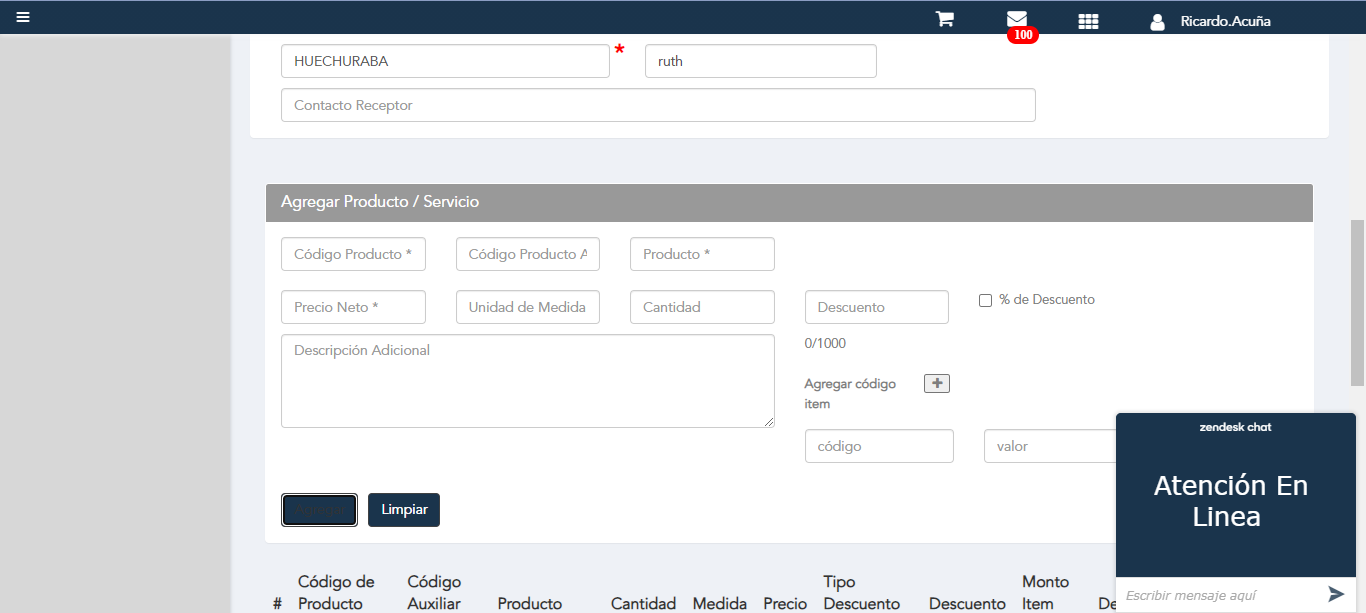 Ricardo.Acuña
100
HUECHURABA
*
ruth
Contacto Receptor
Agregar Producto / Servicio
Código Producto *
Código Producto A
Producto *
Precio Neto *
Unidad de Medida
Cantidad
Descuento
% de Descuento
Descripción Adicional
0/1000
Agregar código
item
código
valor
Agregar
Limpiar
zendesk chat
Atención En
Linea
Escribir mensaje aquí
Código de Código Tipo Monto
# Producto Auxiliar Producto Cantidad Medida Precio Descuento Descuento Item De